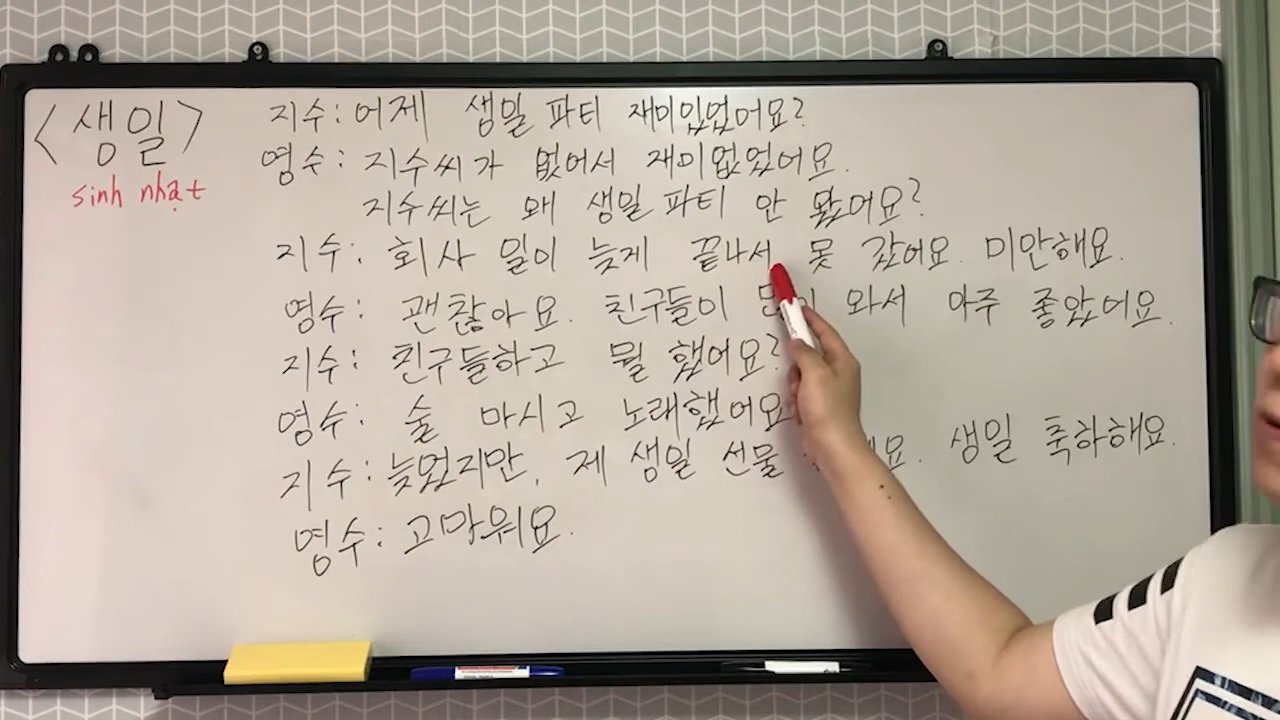 <생일>
sinh nhạt
지수: 어제 생일 파티 재미있었어요?
영수: 지수씨가 없어서 재미없었어요.
지수씨는 왜 생일 파티 안 왔어요?
지수: 회사 일이 늦게 끝나서 못 갔어요. 미안해요.
영수: 괜찮아요. 친구들이 와서 아주 좋았어요.
지수: 친구들하고 뭘 했어요?
영수: 술 마시고 노래했어요
지수: 늦었지만, 제 생일 선물 생일 축하해요.
영수: 고마워요.